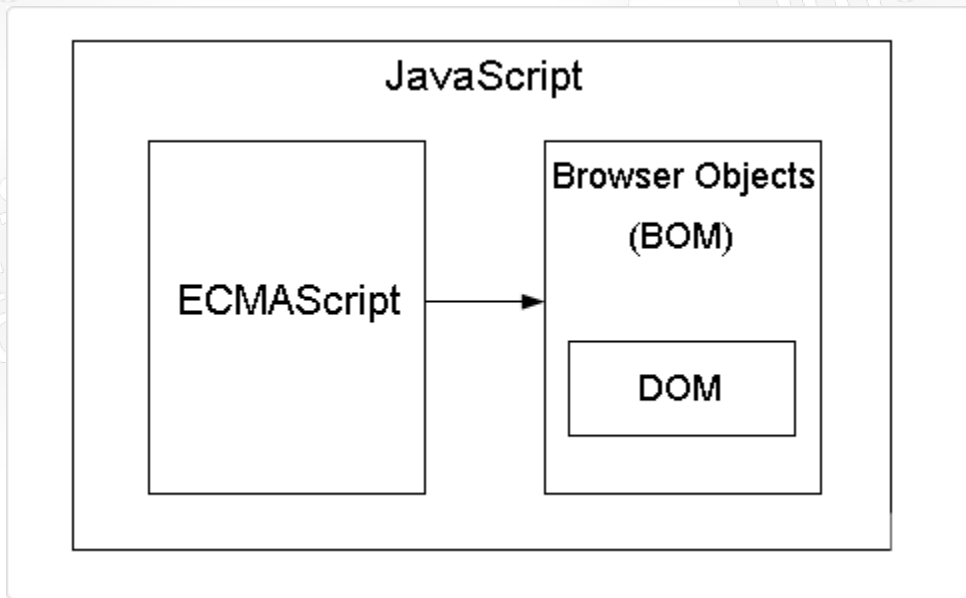 JavaScript
ECMAScript
Browser Objects
(BOM)
DOM